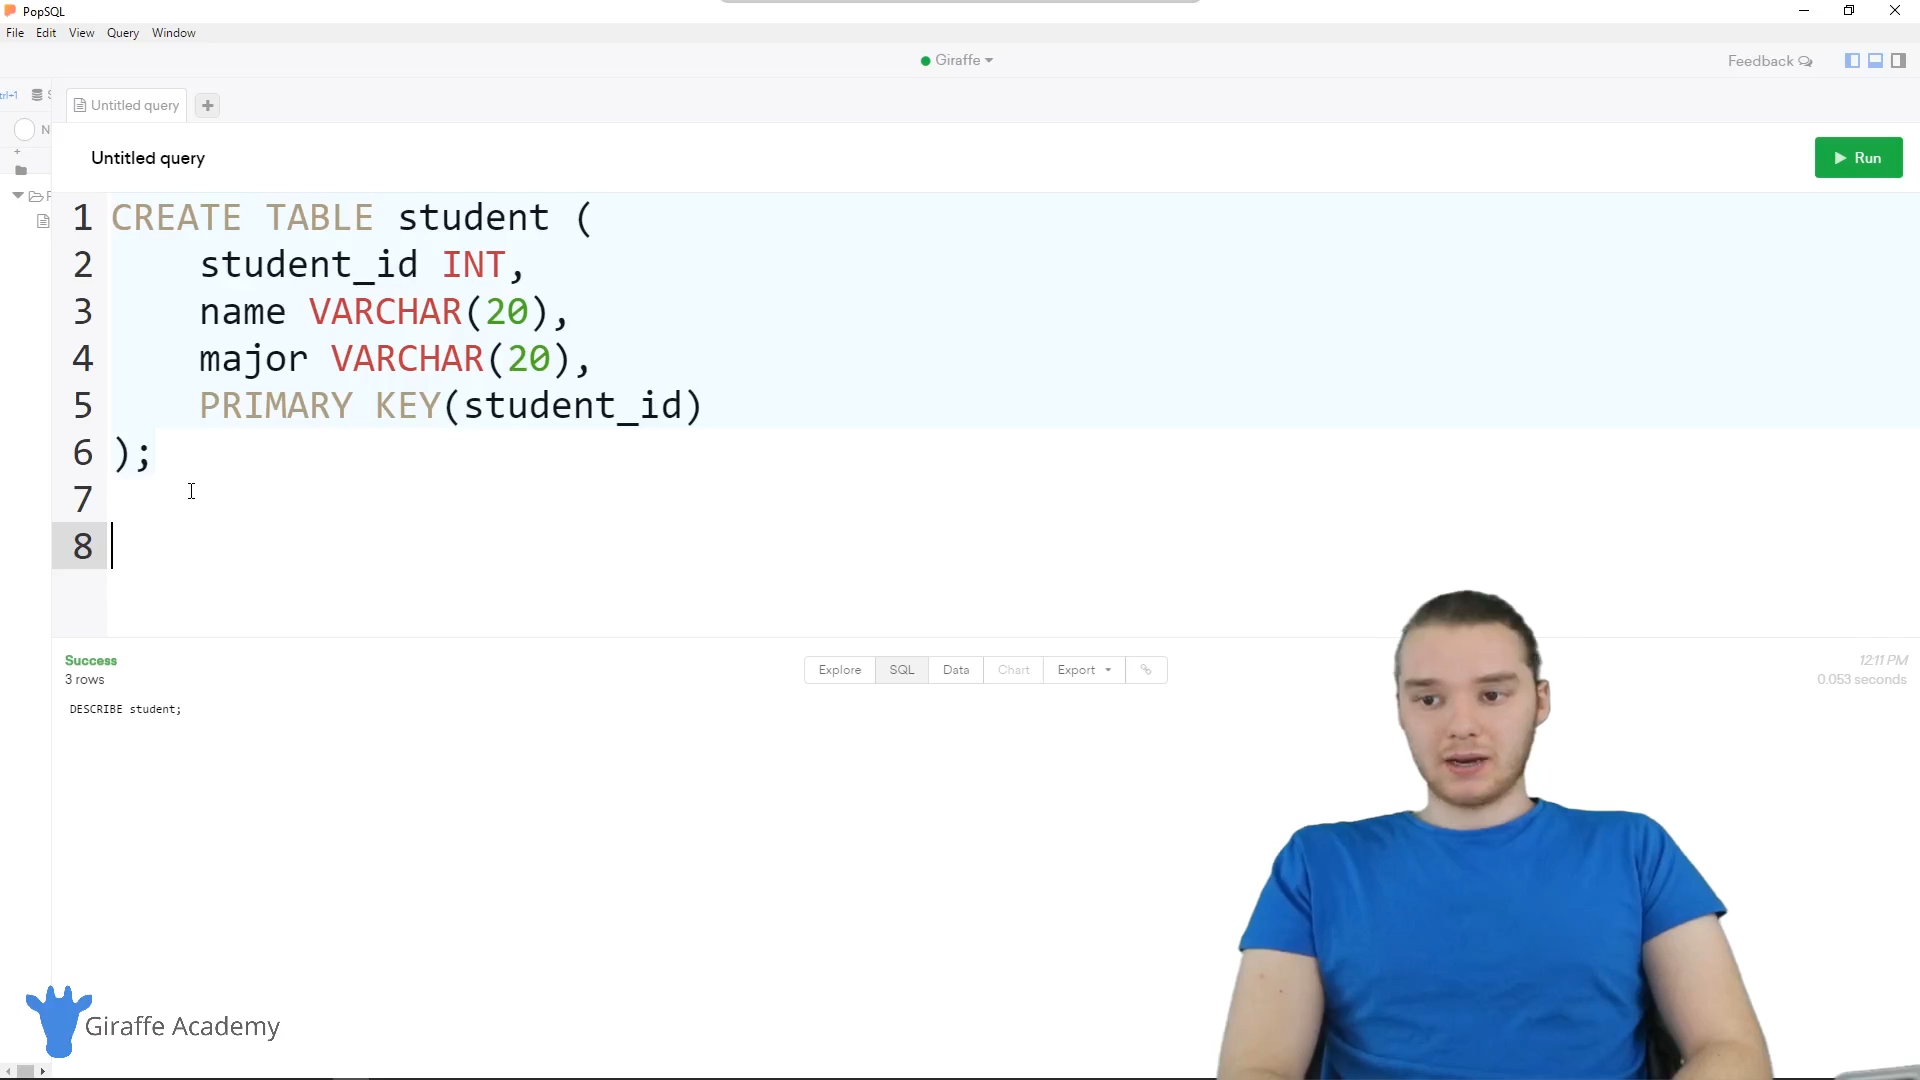 PopSQL
File Edit View Query Window
Giraffe
Feedback
Untitled query
Untitled query
Run
1 CREATE TABLE student (
2 student_id INT,
3 name VARCHAR(20),
4 major VARCHAR(20),
5 PRIMARY KEY(student_id)
6 );
7
8
Success
3 rows
Explore SQL Data Chart Export
12:11 PM
0.053 seconds
DESCRIBE student;
Giraffe Academy